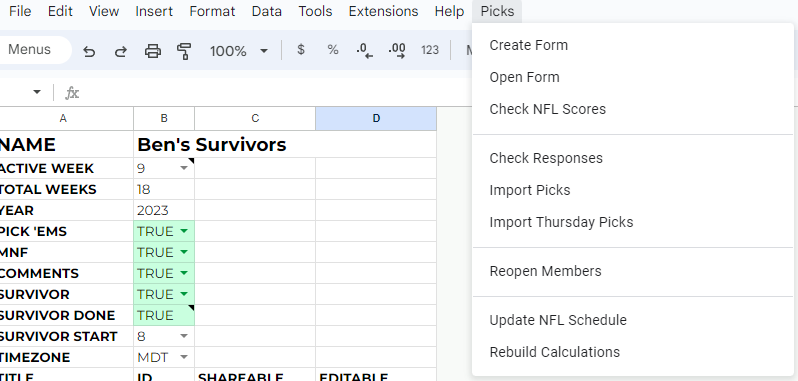 File Edit View Insert Format Data Tools Extensions Help Picks
Menus 100% $ % .0 .00 123
Create Form
Open Form
Check NFL Scores
Check Responses
Import Picks
Import Thursday Picks
Reopen Members
Update NFL Schedule
Rebuild Calculations
fx
A B C D
NAME Ben's Survivors
ACTIVE WEEK 9
TOTAL WEEKS 18
YEAR 2023
PICK 'EMS TRUE
MNF TRUE
COMMENTS TRUE
SURVIVOR TRUE
SURVIVOR DONE TRUE
SURVIVOR START 8
TIMEZONE MDT
TITLE ID SHAREABLE EDITABLE